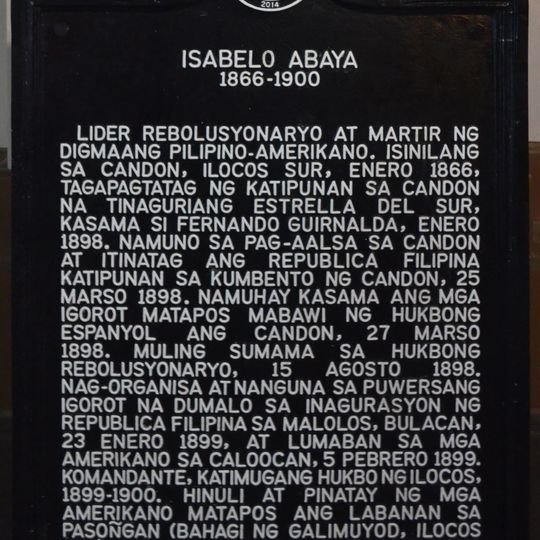 2014
ISABELO ABAYA
1866-1900
LIDER REBOLUSYONARYO AT MARTIR NG
DIGMAANG PILIPINO-AMERIKANO. ISINILANG
SA CANDON, ILOCOS SUR, ENERO 1866,
TAGAPAGTATAG NG KATIPUNAN SA CANDON
NA TINAGURIANG ESTRELLA DEL SUR,
KASAMA SI FERNANDO GUIRNALDA, ENERO
1898. NAMUNO SA PAG-AALSA SA CANDON
AT ITINATAG ANG REPUBLICA FILIPINA
KATIPUNAN SA KUMBENTO NG CANDON, 25
MARSO 1898. NAMUHAY KASAMA ANG MGA
IGOROT MATAPOS MABAWI NG HUKBONG
ESPANYOL ANG CANDON, 27 MARSO
1898. MULING SUMAMA SA HUKBONG
REBOLUSYONARYO, 15 AGOSTO 1898.
NAG-ORGANISA AT NANGUNA SA PUWERSANG
IGOROT NA DUMALO SA INAGURASYON NG
REPUBLICA FILIPINA SA MALOLOS, BULACAN,
23 ENERO 1899, AT LUMABAN SA MGA
AMERIKANO SA CALOOCAN, 5 PEBRERO 1899.
KOMANDANTE, KATIMUGANG HUKBO NG ILOCOS,
1899-1900. HINULI AT PINATAY NG MGA
AMERIKANO MATAPOS ANG LABANAN SA
PASOÑGAN (BAHAGI NG GALIMUYOD, ILOCOS